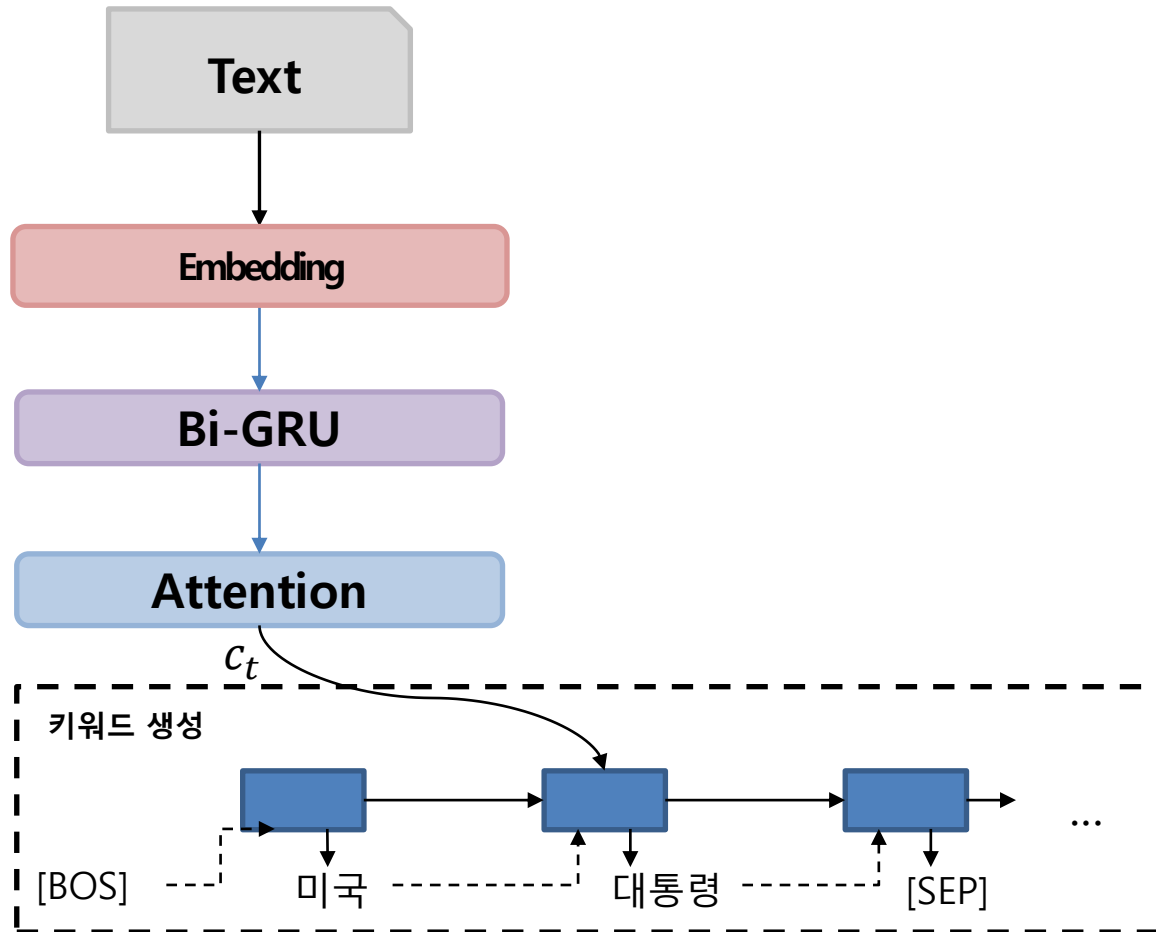 Text
Embedding
Bi-GRU
Attention
c_t
키워드 생성
...
[BOS]
미국
대통령
[SEP]